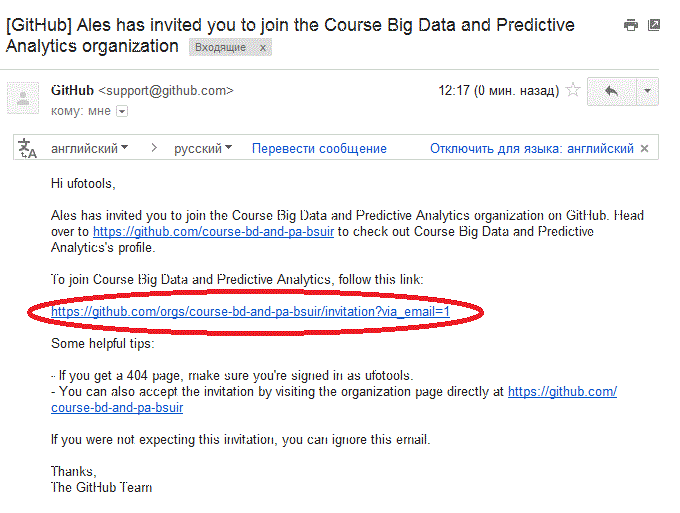 [GitHub] Ales has invited you to join the Course Big Data and Predictive
Analytics organization Входящие x
GitHub <support@github.com> 12:17 (0 мин. назад)
кому: мне
английский > русский Перевести сообщение Отключить для языка: английский ×
Hi ufotools,
Ales has invited you to join the Course Big Data and Predictive Analytics organization on GitHub. Head
over to https://github.com/course-bd-and-pa-bsuir to check out Course Big Data and Predictive
Analytics's profile.
To join Course Big Data and Predictive Analytics, follow this link:
https://github.com/orgs/course-bd-and-pa-bsuir/invitation?via_email=1
Some helpful tips:
- If you get a 404 page, make sure you're signed in as ufotools.
- You can also accept the invitation by visiting the organization page directly at https://github.com/
course-bd-and-pa-bsuir
If you were not expecting this invitation, you can ignore this email.
Thanks,
The GitHub Team